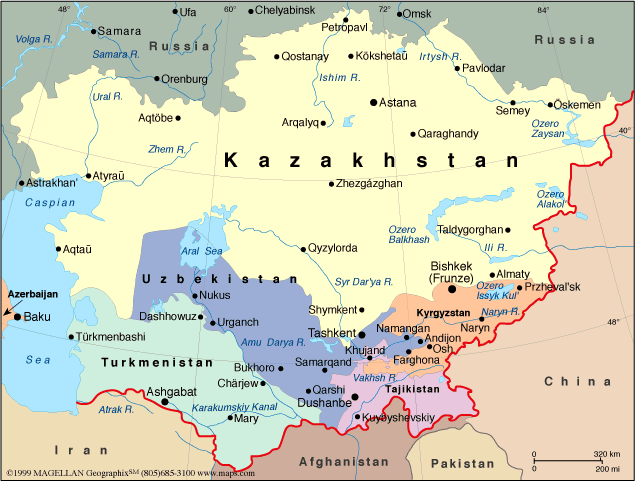 48°
60°
72°
84°
Ufa
Chelyabinsk
Omsk
Petropavl
Samara
Volga R.
Samara R.
Russia
Russia
Orenburg
Qostanay
Kökshetaū
Irtysh R.
Pavlodar
Ishim R.
Ural R.
Aqtöbe
Astana
Semey
Öskemen
Arqalyq
Qaraghandy
Ozero
Zaysan
40°
Zhem R.
Kazakhstan
Astrakhan'
Atyraū
Zhezgázghan
Caspian
Ozero
Alakol'
Ozero
Balkhash
Taldyqorghan
Aqtaū
Aral Sea
Qyzylorda
Ili R.
Bishkek
(Frunze)
Almaty
Uzbekistan
Syr Dar'ya R.
Ozero
Issyk Kul'
Przheval'sk
Azerbaijan
Nukus
Shymkent
Kyrgyzstan
Naryn R.
Baku
Dashhowuz
Urganch
Tashkent
Namangan
Naryn
48°
Türkmenbashi
Amu Darya R.
Andijon
Khujand
Osh
Sea
Turkmenistan
Bukhoro
Samarqand
Farghona
Vakhsh R.
Chärjew
Qarshi
Tajikistan
China
Ashgabat
Dushanbe
Atrak R.
Karakumskiy Kanal
Mary
Kuybyshevskiy
Iran
Afghanistan
Pakistan
0 320 km
0 200 mi
©1999 MAGELLAN Geographix℠ (805)685-3100 www.maps.com